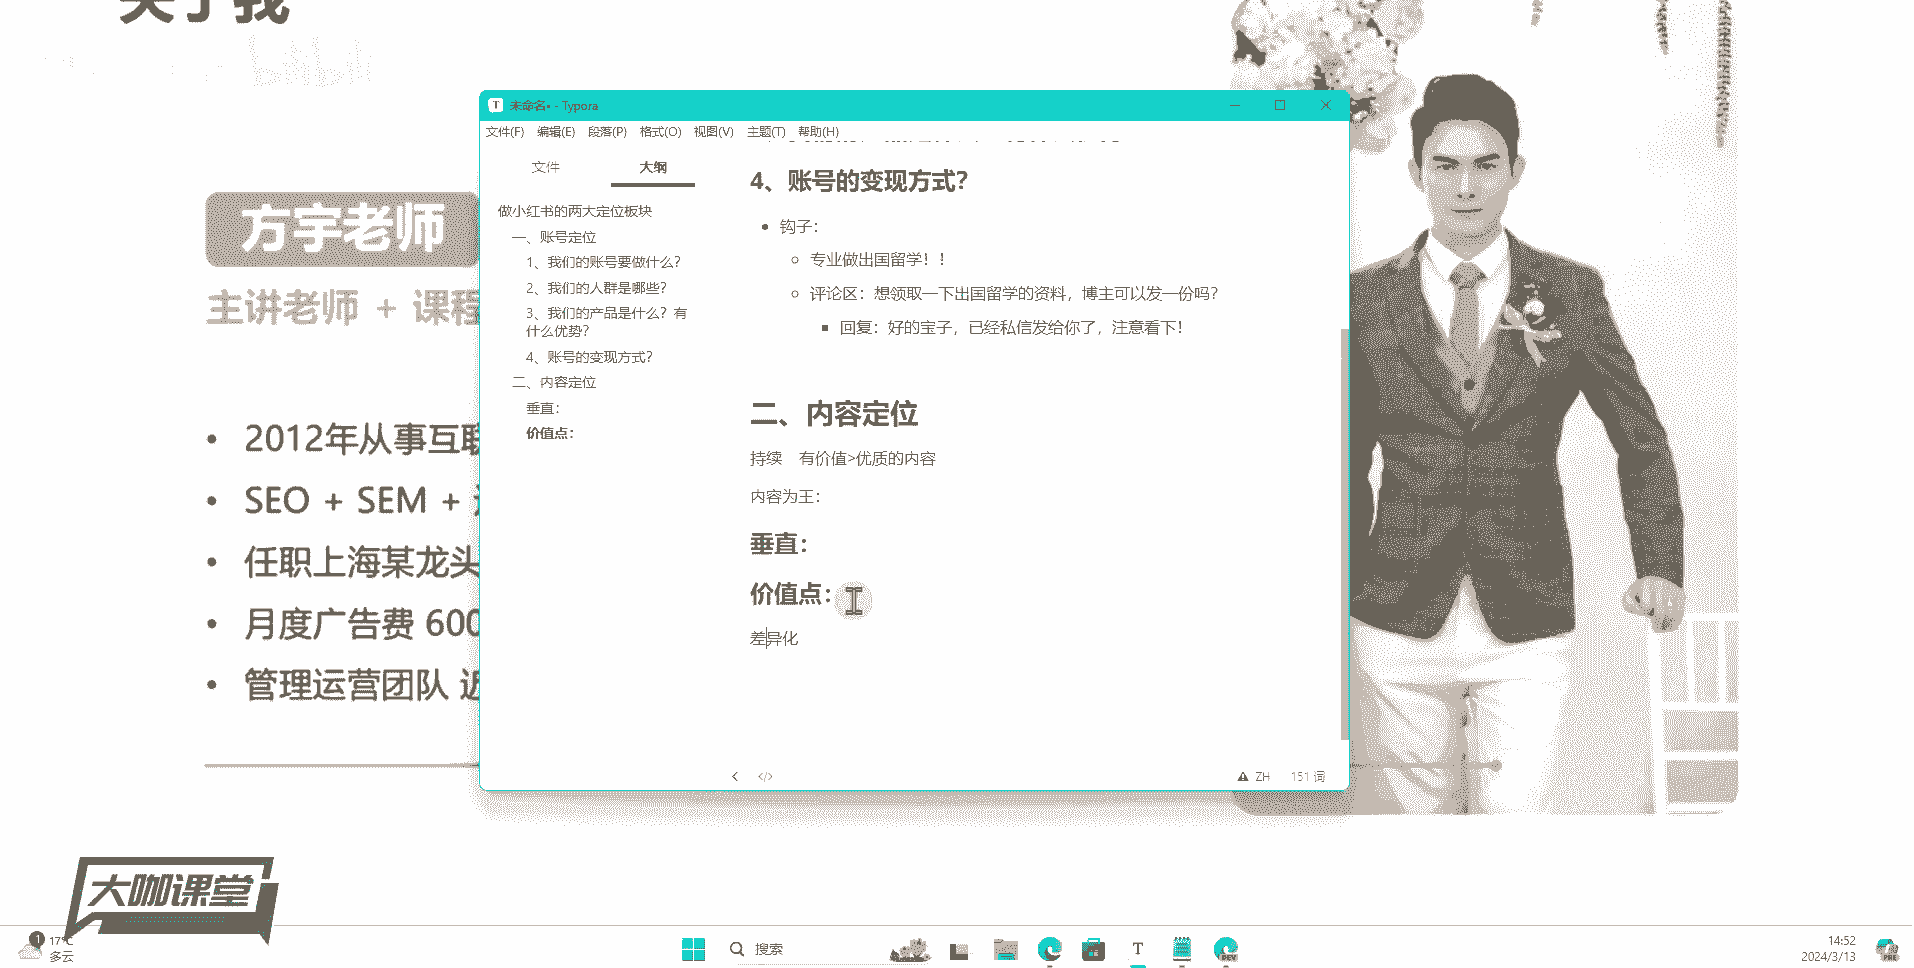 关于我
bilibili
方宇老师
主讲老师 + 课程
• 2012年从事互联
• SEO + SEM +
• 任职上海某龙头
• 月度广告费 600
• 管理运营团队 近
未命名• - Typora
文件(F) 编辑(E) 段落(P) 格式(O) 视图(V) 主题(T) 帮助(H)
文件 大纲
做小红书的两大定位板块
一、账号定位
1、我们的账号要做什么?
2、我们的人群是哪些?
3、我们的产品是什么? 有
什么优势?
4、账号的变现方式?
二、内容定位
垂直:
价值点:
4、账号的变现方式?
• 钩子:
专业做出国留学! !
评论区: 想领取一下出国留学的资料, 博主可以发一份吗?
回复: 好的宝子, 已经私信发给你了, 注意看下!
二、内容定位
持续 有价值>优质的内容
内容为王:
垂直:
价值点:
差异化
ZH 151 词
大咖课堂
1
17°C
多云
搜索
T
DEV
14:52
2024/3/13
PRE